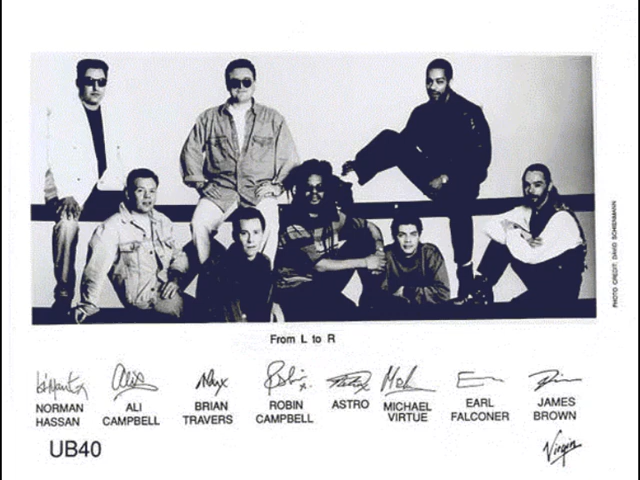 PHOTO CREDIT: DAVID SCHEINMANN
From L to R
NORMAN HASSAN
ALI CAMPBELL
BRIAN TRAVERS
ROBIN CAMPBELL
ASTRO
MICHAEL VIRTUE
EARL FALCONER
JAMES BROWN
UB40
Virgin